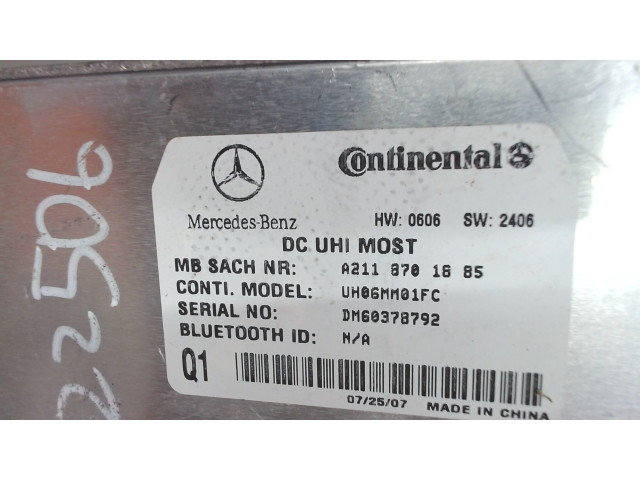 22506
Mercedes-Benz
Continental
HW: 0606 SW: 2406
DC UHI MOST
MB SACH NR: A211 870 16 85
CONTI. MODEL: UH06MM01FC
SERIAL NO: DM60378792
BLUETOOTH ID: N/A
Q1
07/25/07 MADE IN CHINA